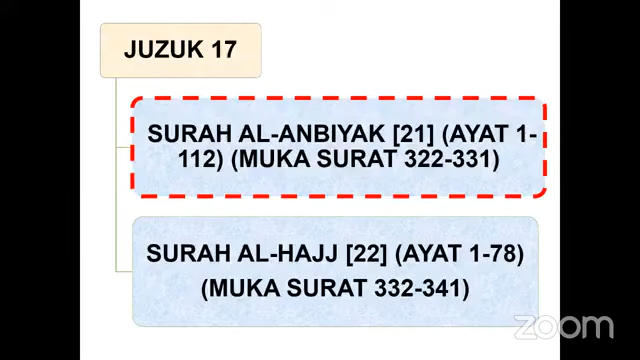 JUZUK 17
SURAH AL-ANBIYAK [21] (AYAT 1-
112) (MUKA SURAT 322-331)
SURAH AL-HAJJ [22] (AYAT 1-78)
(MUKA SURAT 332-341)
zoom